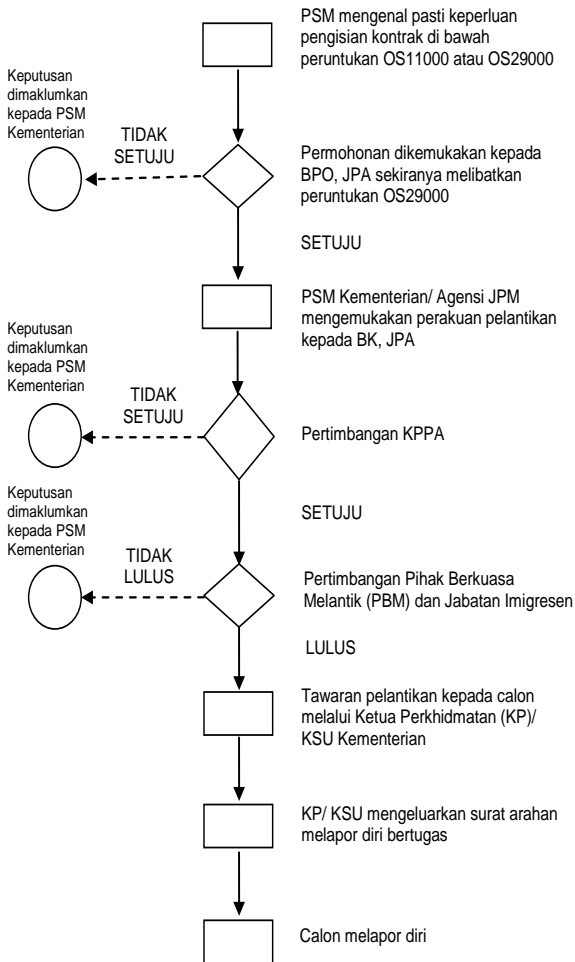 PSM mengenal pasti keperluan
pengisian kontrak di bawah
peruntukan OS11000 atau OS29000
Keputusan
dimaklumkan
kepada PSM
Kementerian
TIDAK
SETUJU
Permohonan dikemukakan kepada
BPO, JPA sekiranya melibatkan
peruntukan OS29000
SETUJU
PSM Kementerian/ Agensi JPM
mengemukakan perakuan pelantikan
kepada BK, JPA
Keputusan
dimaklumkan
kepada PSM
Kementerian
TIDAK
SETUJU
Pertimbangan KPPA
Keputusan
dimaklumkan
kepada PSM
Kementerian
SETUJU
TIDAK
LULUS
Pertimbangan Pihak Berkuasa
Melantik (PBM) dan Jabatan Imigresen
LULUS
Tawaran pelantikan kepada calon
melalui Ketua Perkhidmatan (KP)/
KSU Kementerian
KP/ KSU mengeluarkan surat arahan
melapor diri bertugas
Calon melapor diri